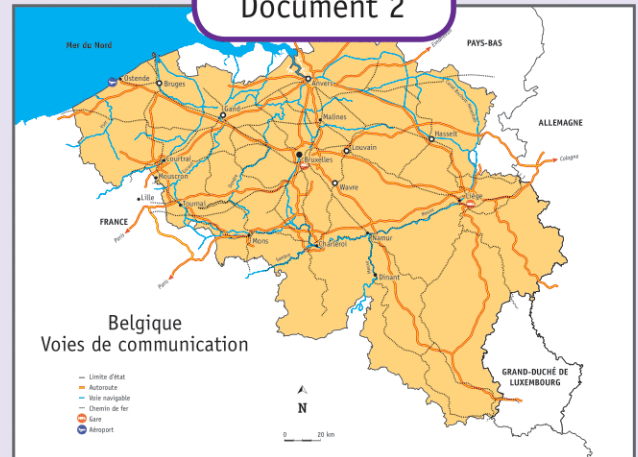 Document 2
Mer du Nord
PAYS-BAS
Ostende
Bruges
Anvers
Gand
Malines
ALLEMAGNE
Hasselt
Courtrai
Louvain
Bruxelles
Cologne
Mouscron
Wavre
Lille
Tournai
Liège
FRANCE
Paris
Mons
Charleroi
Namur
Paris
Dinant
Belgique
Voies de communication
GRAND-DUCHÉ DE
LUXEMBOURG
Limite d'état
Autoroute
Voie navigable
Chemin de fer
Gare
Aéroport
N
0 20 km